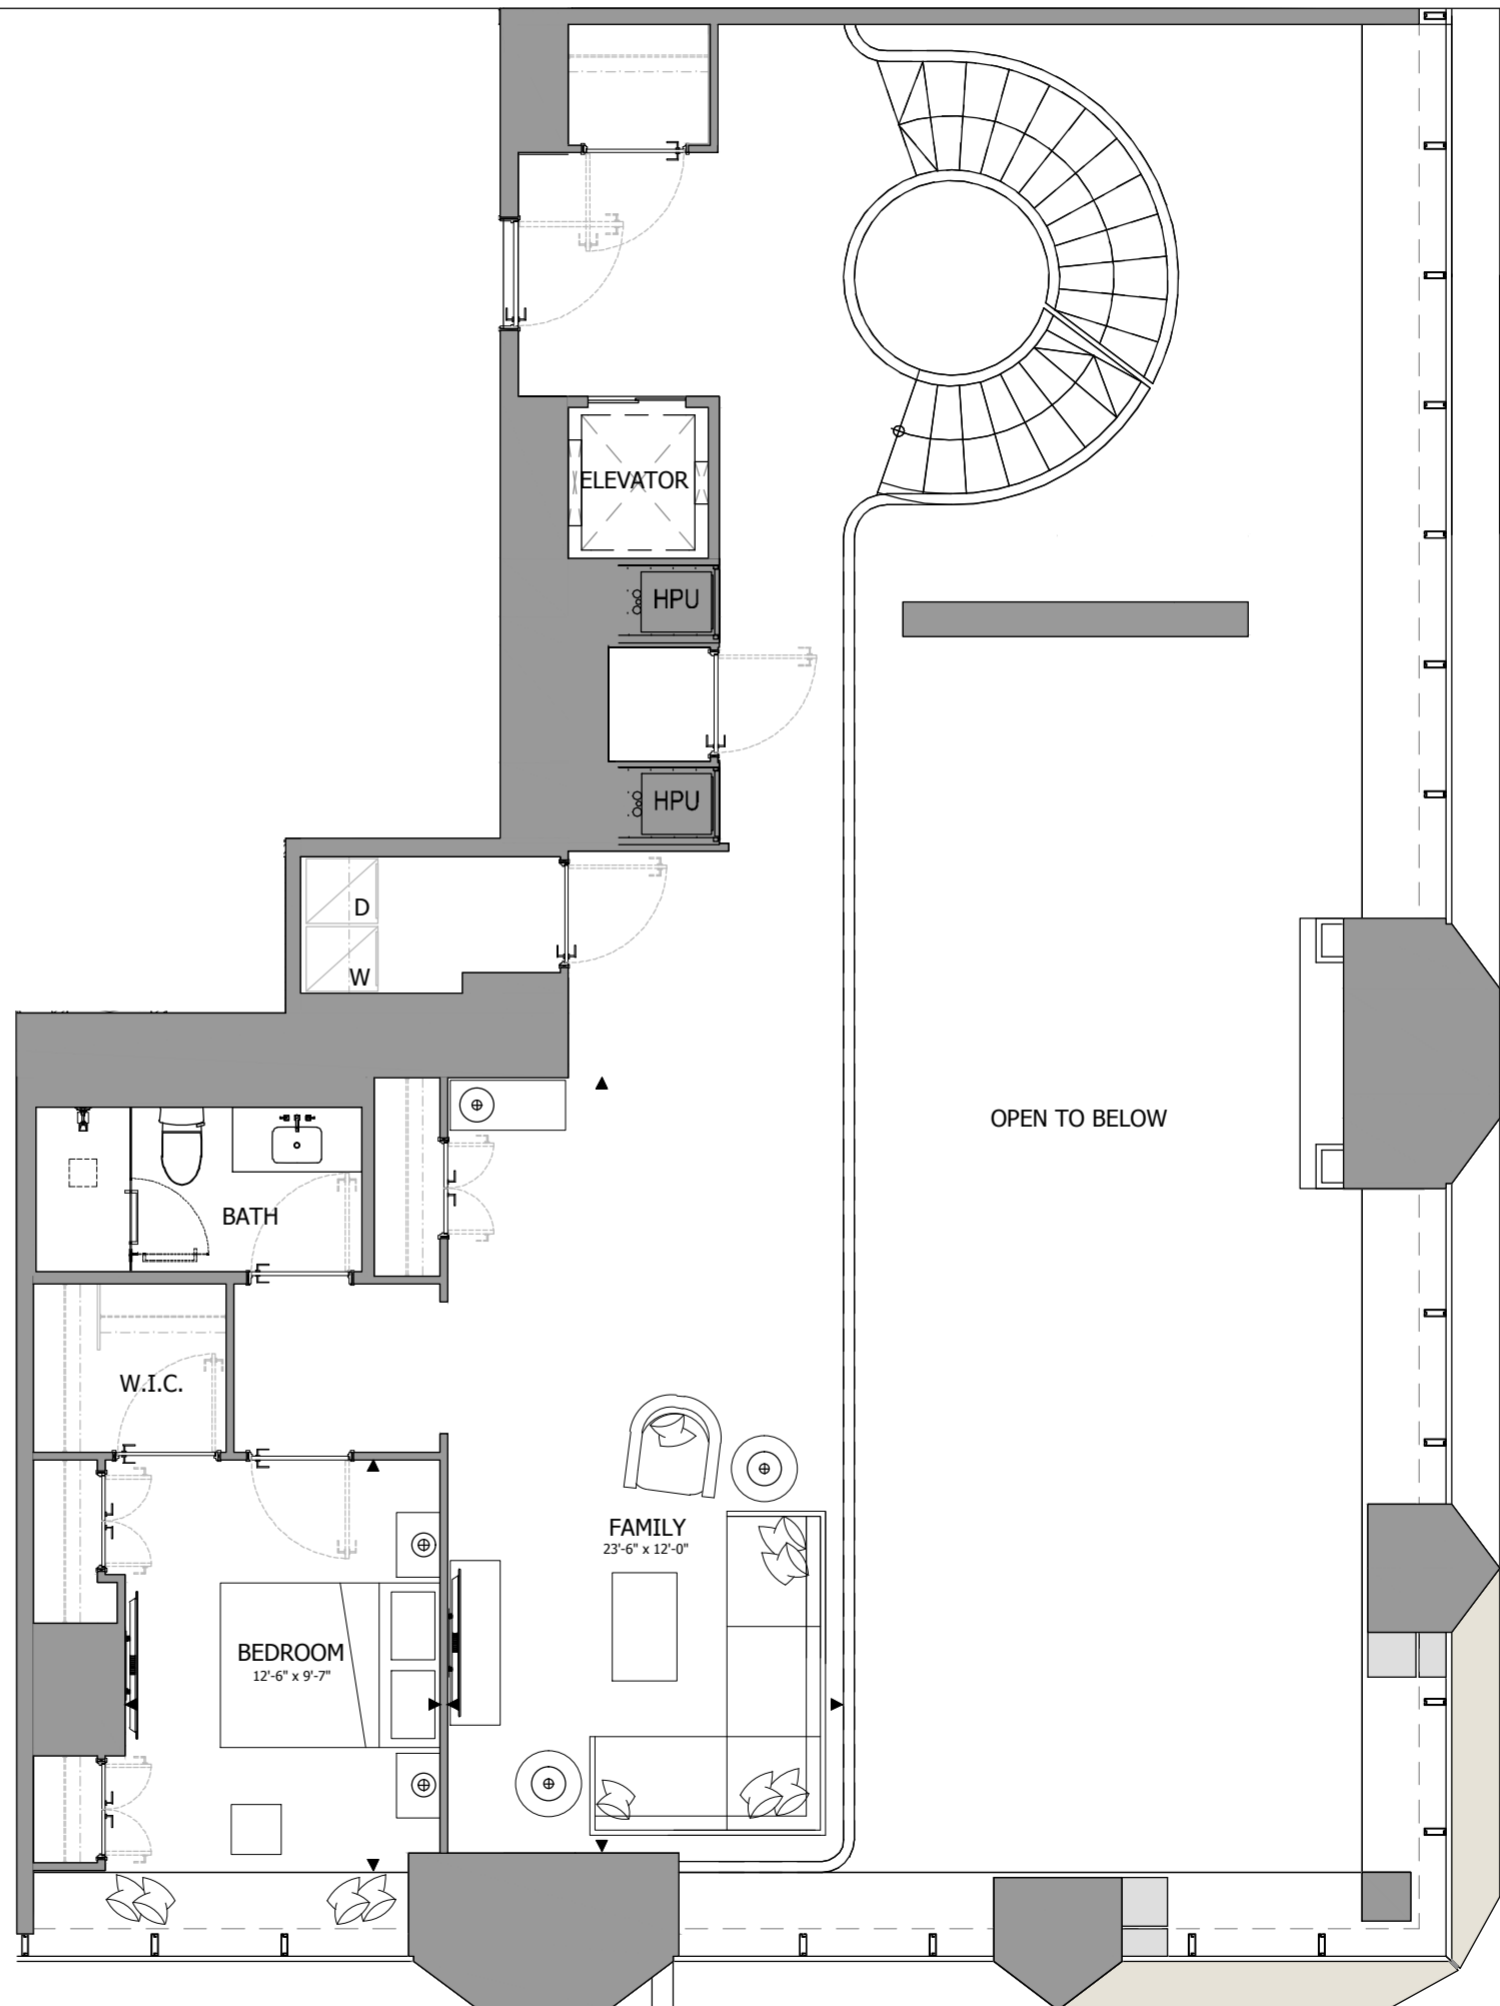 ELEVATOR
HPU
HPU
D
W
OPEN TO BELOW
BATH
W.I.C.
FAMILY
23'-6" x 12'-0"
BEDROOM
12'-6" x 9'-7"